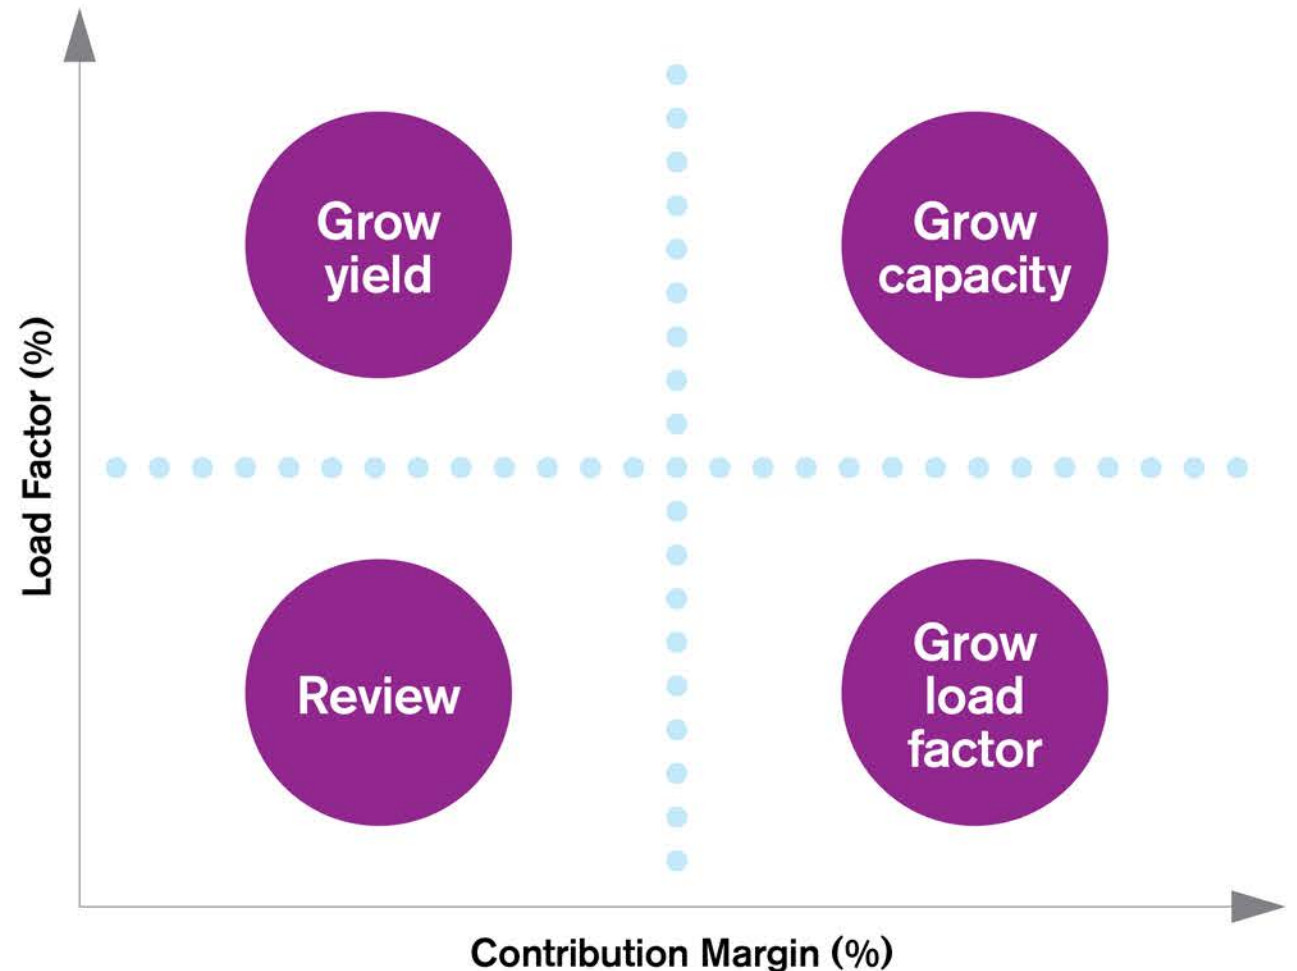 Load Factor (%)
Grow
yield
Grow
capacity
Review
Grow
load
factor
Contribution Margin (%)